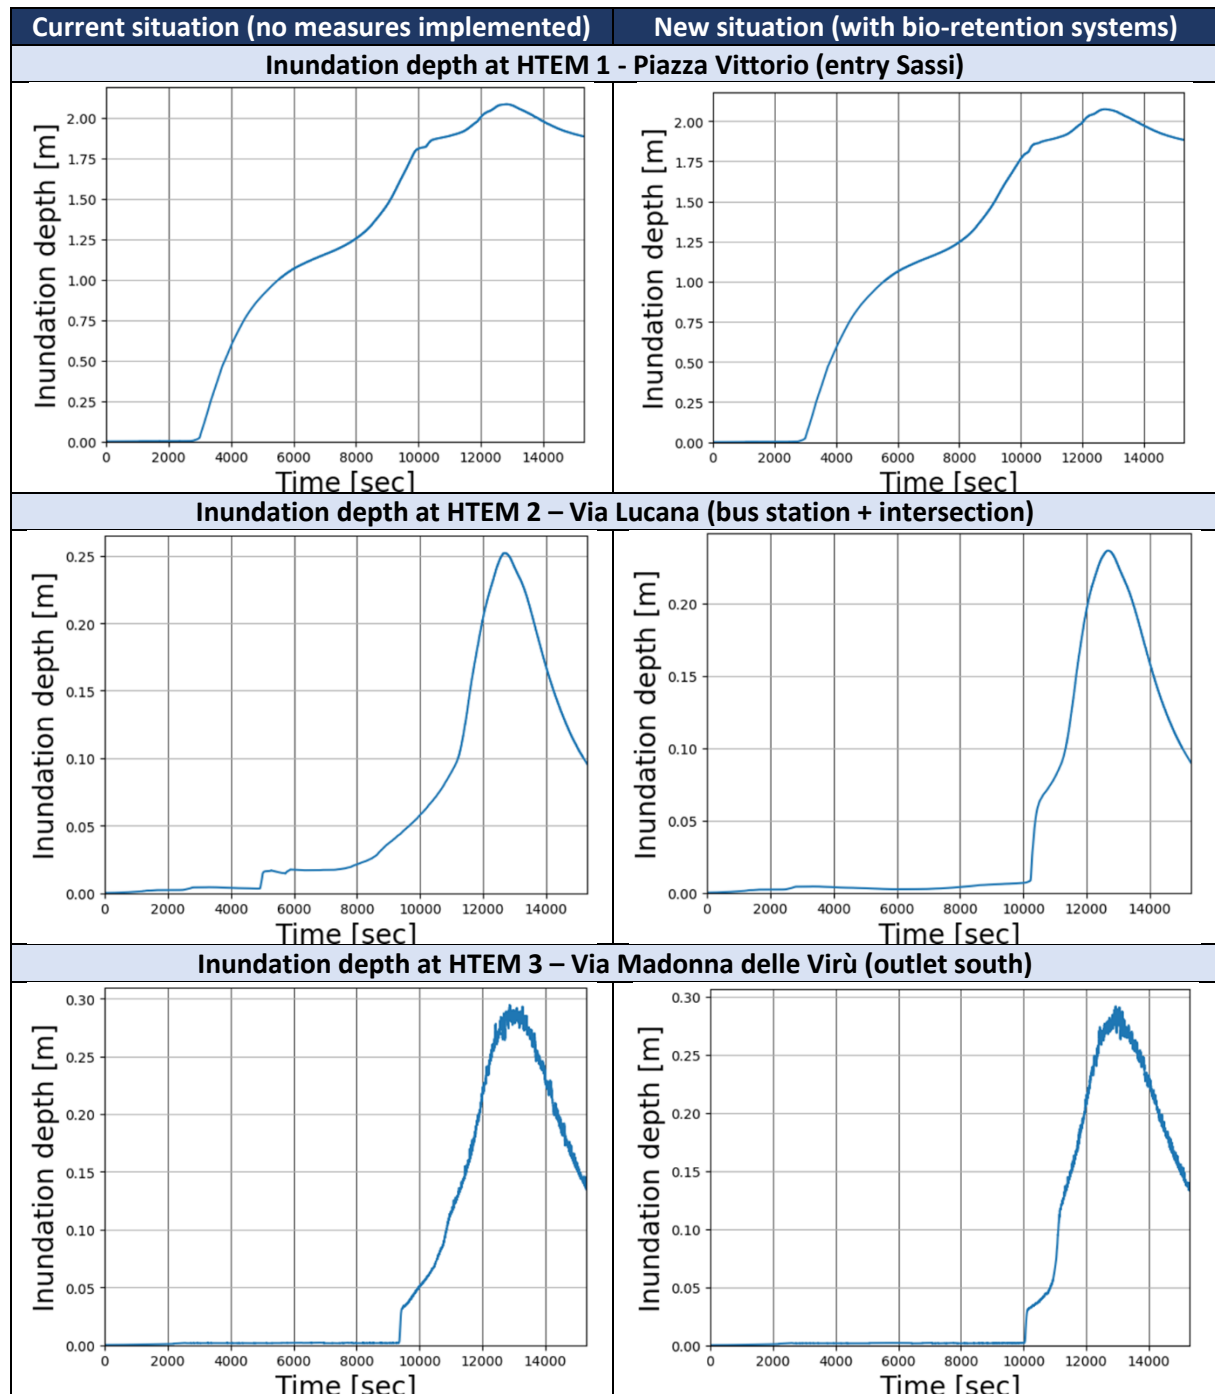 Current situation (no measures implemented)
New situation (with bio-retention systems)
Inundation depth at HTEM 1 - Piazza Vittorio (entry Sassi)
Inundation depth [m]
2.00
1.75
1.50
1.25
1.00
0.75
0.50
0.25
0.00
0 2000 4000 6000 8000 10000 12000 14000
Time [sec]
Inundation depth [m]
2.00
1.75
1.50
1.25
1.00
0.75
0.50
0.25
0.00
0 2000 4000 6000 8000 10000 12000 14000
Time [sec]
Inundation depth at HTEM 2 – Via Lucana (bus station + intersection)
Inundation depth [m]
0.25
0.20
0.15
0.10
0.05
0.00
0 2000 4000 6000 8000 10000 12000 14000
Time [sec]
Inundation depth [m]
0.20
0.15
0.10
0.05
0.00
0 2000 4000 6000 8000 10000 12000 14000
Time [sec]
Inundation depth at HTEM 3 – Via Madonna delle Virù (outlet south)
Inundation depth [m]
0.30
0.25
0.20
0.15
0.10
0.05
0.00
0 2000 4000 6000 8000 10000 12000 14000
Time [sec]
Inundation depth [m]
0.30
0.25
0.20
0.15
0.10
0.05
0.00
0 2000 4000 6000 8000 10000 12000 14000
Time [sec]